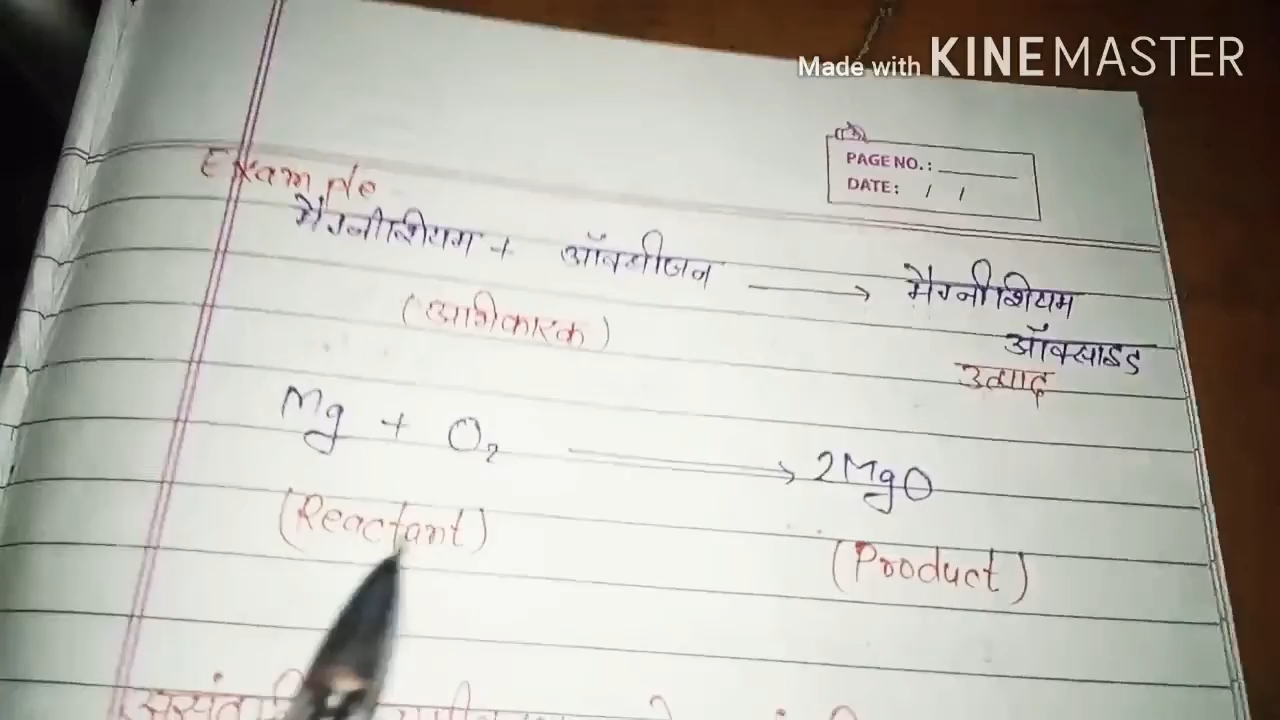 Made with KINEMASTER
PAGE NO.:
DATE: / /
Example
मैग्नीशियम + ऑक्सीजन ⟶ मैग्नीशियम
ऑक्साइड
(अभिकारक)
उत्पाद
Mg + O₂ ⟶ 2MgO
(Reactant)
(Product)